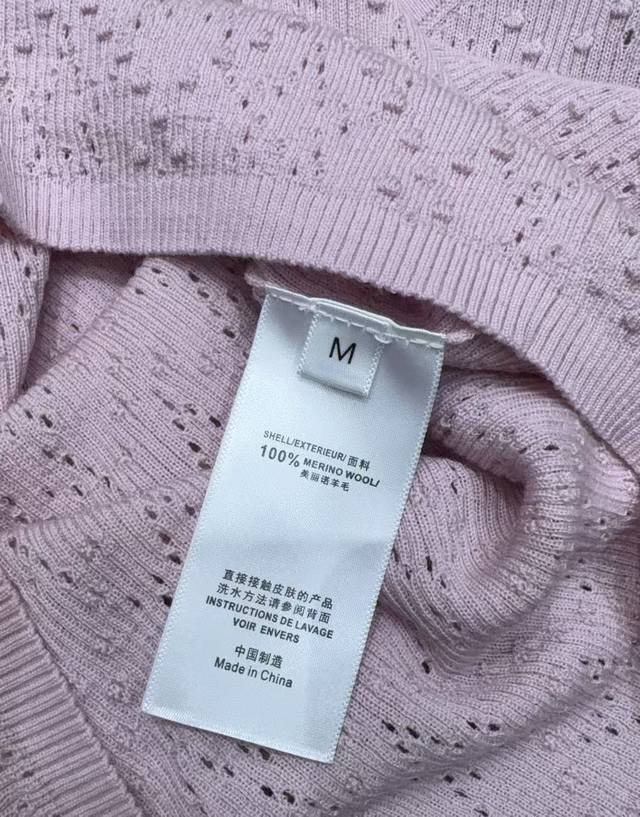 M
SHELL/EXTERIEUR/ 面料
100% MERINO WOOL/
美丽诺羊毛
直接接触皮肤的产品
洗水方法请参阅背面
INSTRUCTIONS DE LAVAGE
VOIR ENVERS
中国制造
Made in China